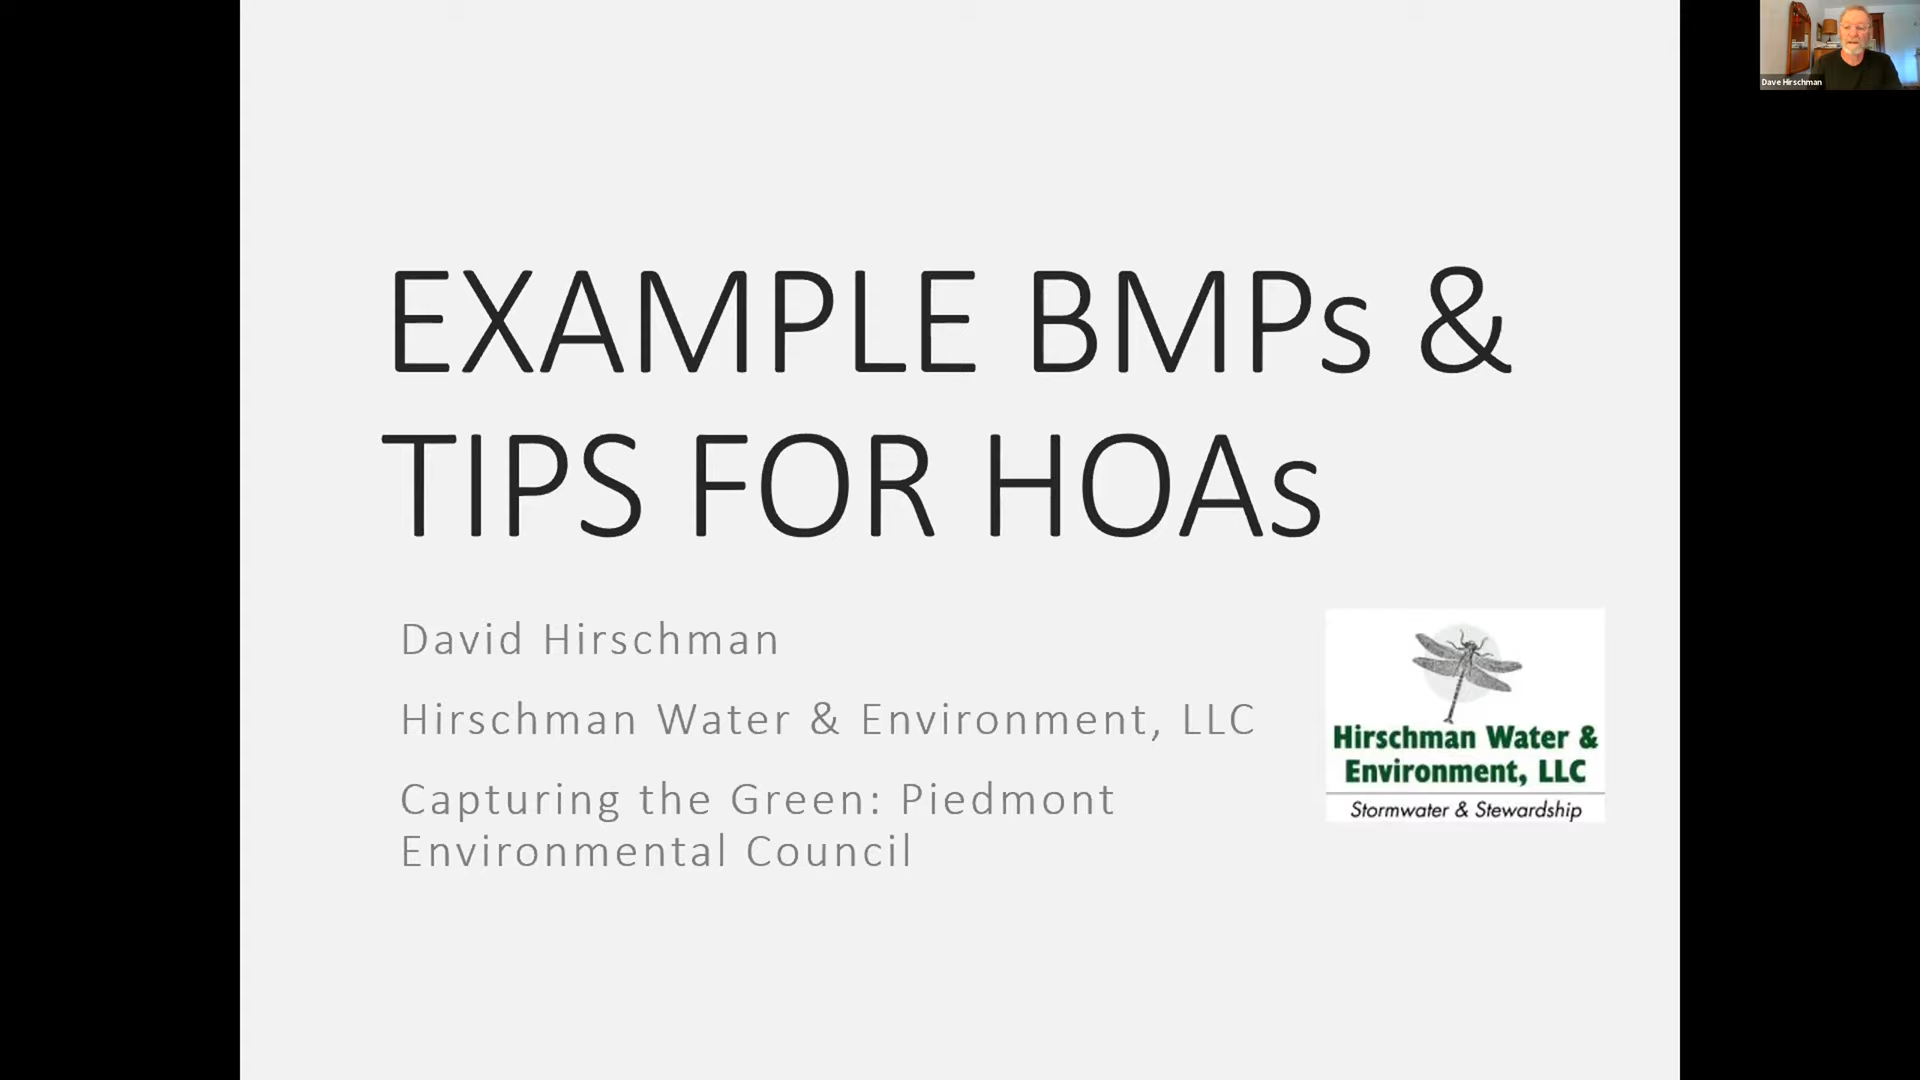 Dave Hirschman
EXAMPLE BMPs &
TIPS FOR HOAs
David Hirschman
Hirschman Water & Environment, LLC
Capturing the Green: Piedmont
Environmental Council
Hirschman Water &
Environment, LLC
Stormwater & Stewardship